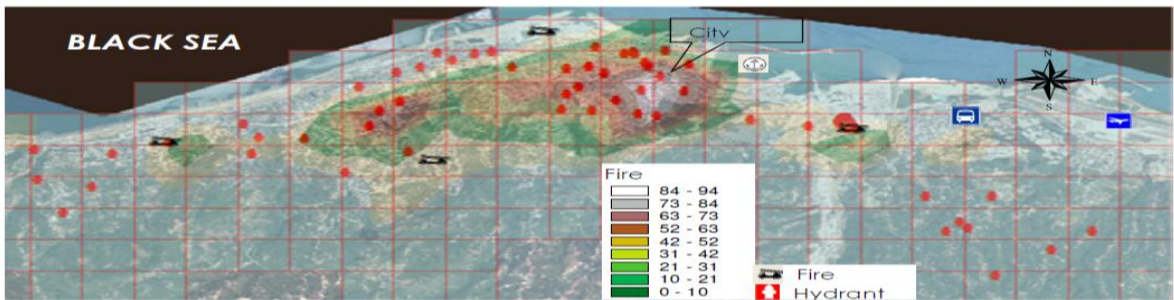 BLACK SEA
City
N
W E
S
Fire
84 - 94
73 - 84
63 - 73
52 - 63
42 - 52
31 - 42
21 - 31
10 - 21
0 - 10
Fire
Hydrant